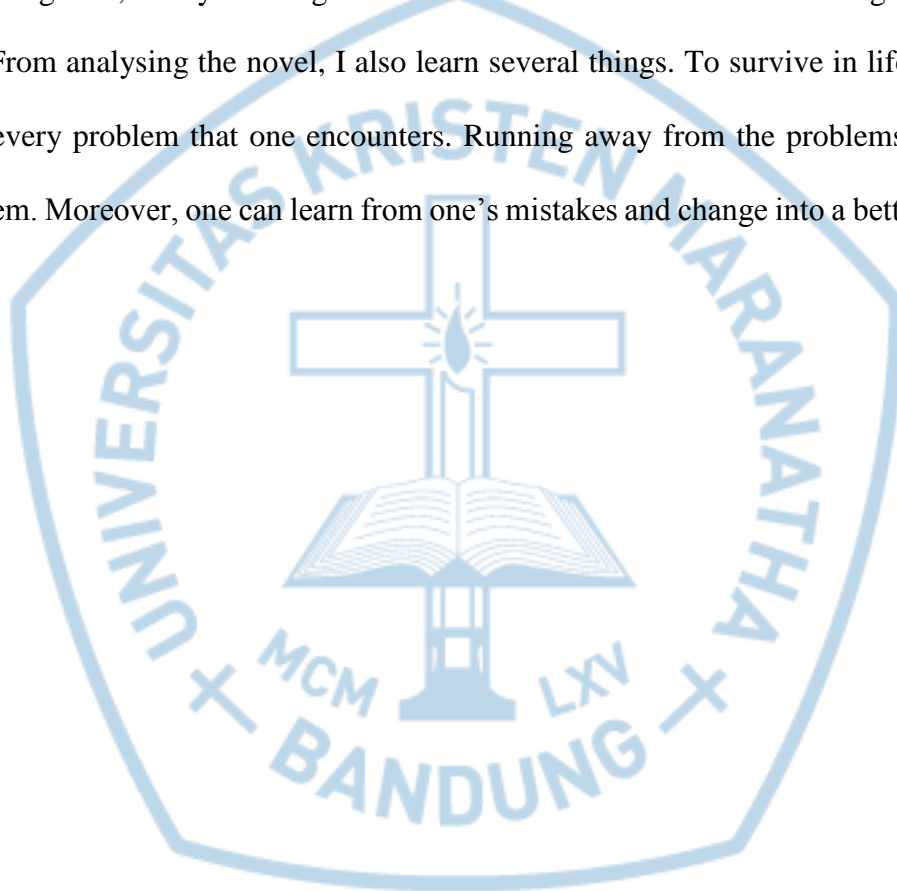 From analysing the novel, I also learn several things. To survive in life
every problem that one encounters. Running away from the problems
em. Moreover, one can learn from one's mistakes and change into a bett
UNIVERSITAS KRISTEN MARANATHA
MCM LXV
BANDUNG